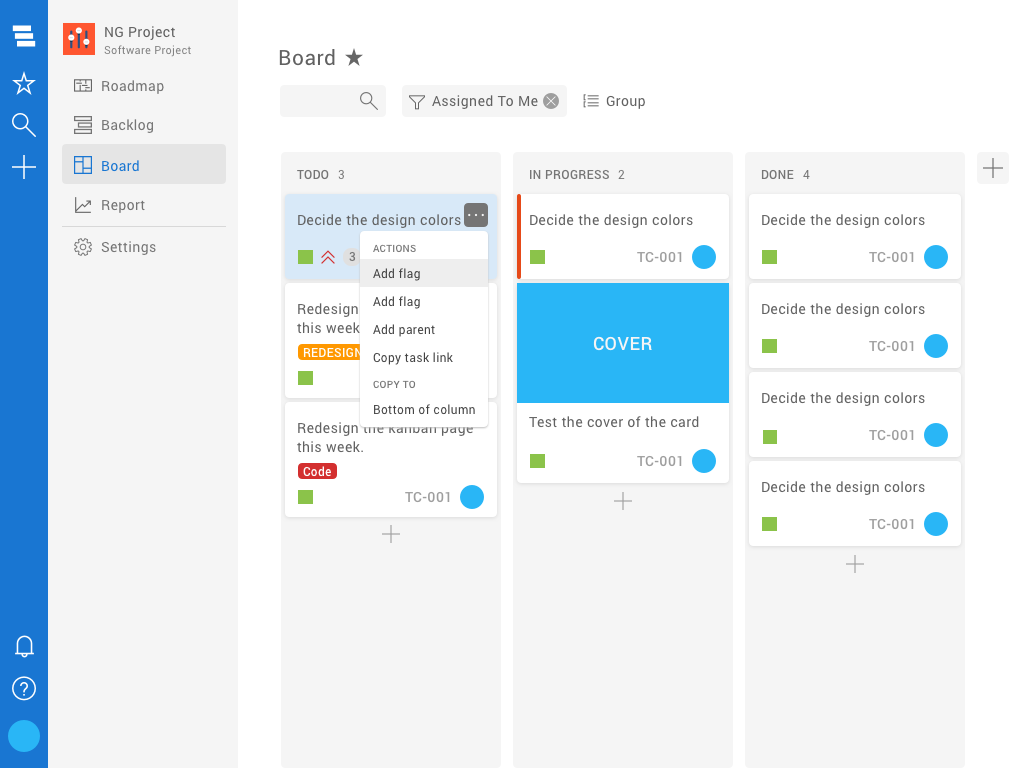 NG Project
Software Project
Roadmap
Backlog
Board
Report
Settings
Board
Assigned To Me
Group
TODO 3
Decide the design colors
3
ACTIONS
Add flag
Add flag
Add parent
Copy task link
COPY TO
Bottom of column
Redesign
this week
REDESIGN
Redesign the kanban page
this week.
Code
TC-001
IN PROGRESS 2
Decide the design colors
TC-001
COVER
Test the cover of the card
TC-001
DONE 4
Decide the design colors
TC-001
Decide the design colors
TC-001
Decide the design colors
TC-001
Decide the design colors
TC-001